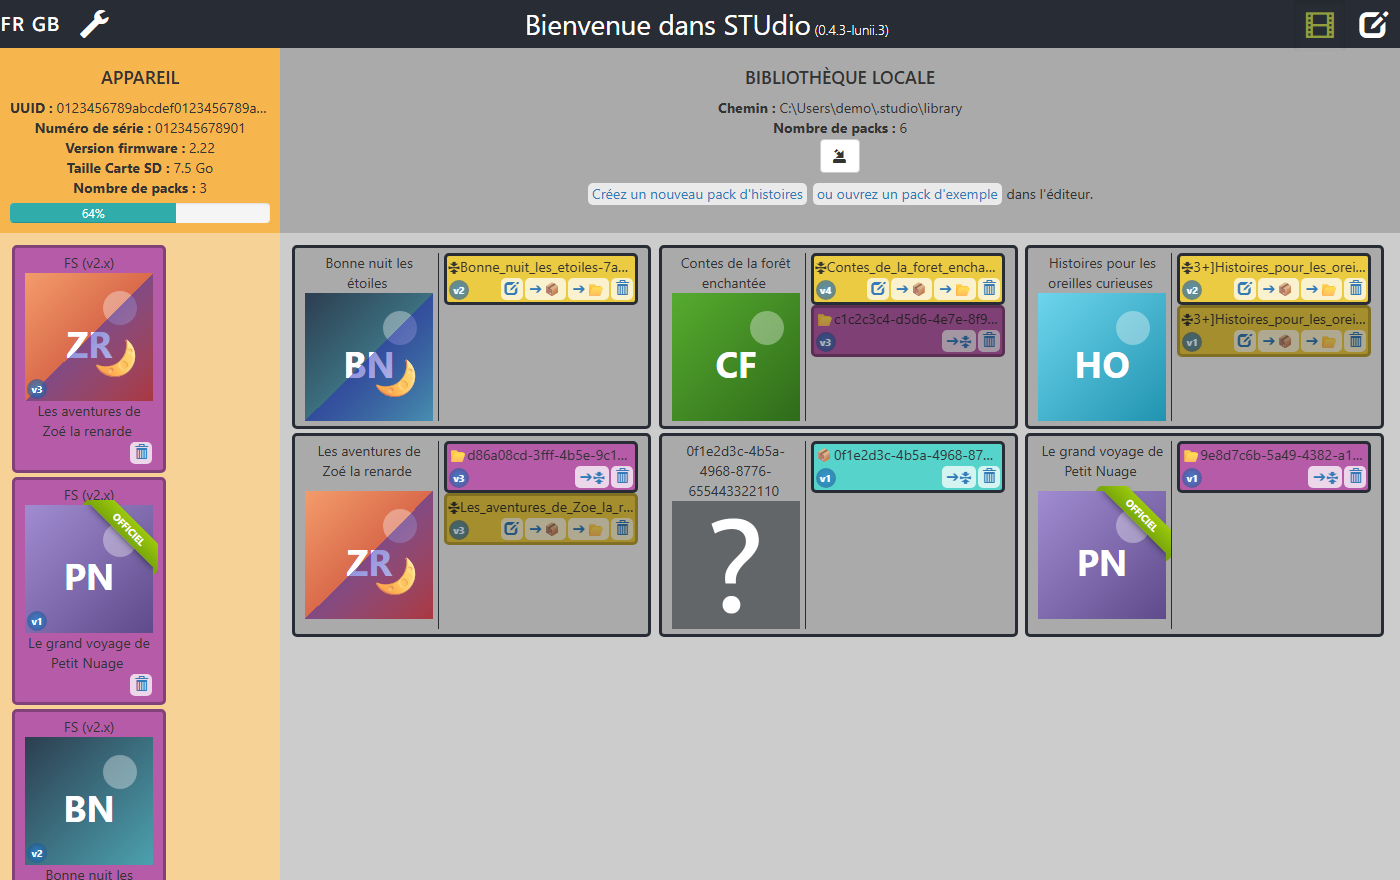 FR GB
Bienvenue dans STUdio (0.4.3-lunii.3)
APPAREIL
UUID : 0123456789abcdef0123456789a...
Numéro de série : 012345678901
Version firmware : 2.22
Taille Carte SD : 7.5 Go
Nombre de packs : 3
64%
BIBLIOTHÈQUE LOCALE
Chemin : C:\Users\demo\.studio\library
Nombre de packs : 6
Créez un nouveau pack d'histoires ou ouvrez un pack d'exemple dans l'éditeur.
FS (v2.x)
ZR
v3
Les aventures de
Zoé la renarde
FS (v2.x)
OFFICIEL
PN
v1
Le grand voyage de
Petit Nuage
FS (v2.x)
BN
v2
Bonne nuit les
Bonne nuit les
étoiles
BN
Bonne_nuit_les_etoiles-7a...
v2
Contes de la forêt
enchantée
CF
Contes_de_la_foret_encha...
v4
c1c2c3c4-d5d6-4e7e-8f9...
v3
Histoires pour les
oreilles curieuses
HO
3+]Histoires_pour_les_orei...
v2
3+]Histoires_pour_les_orei...
v1
Les aventures de
Zoé la renarde
ZR
d86a08cd-3fff-4b5e-9c1...
v3
Les_aventures_de_Zoe_la_r...
v3
0f1e2d3c-4b5a-
4968-8776-
655443322110
?
0f1e2d3c-4b5a-4968-87...
v1
Le grand voyage de
Petit Nuage
OFFICIEL
PN
9e8d7c6b-5a49-4382-a1...
v1